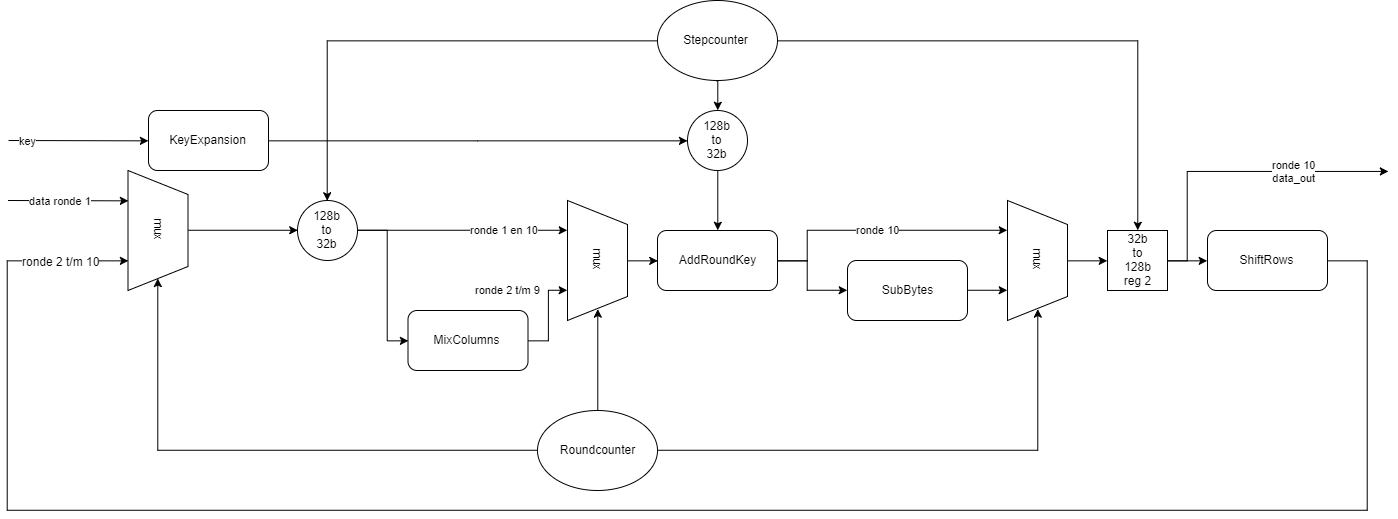 Stepcounter
key
KeyExpansion
128b
to
32b
data ronde 1
mux
128b
to
32b
ronde 2 t/m 10
ronde 1 en 10
mux
ronde 2 t/m 9
MixColumns
AddRoundKey
ronde 10
SubBytes
mux
32b
to
128b
reg 2
ronde 10
data_out
ShiftRows
Roundcounter